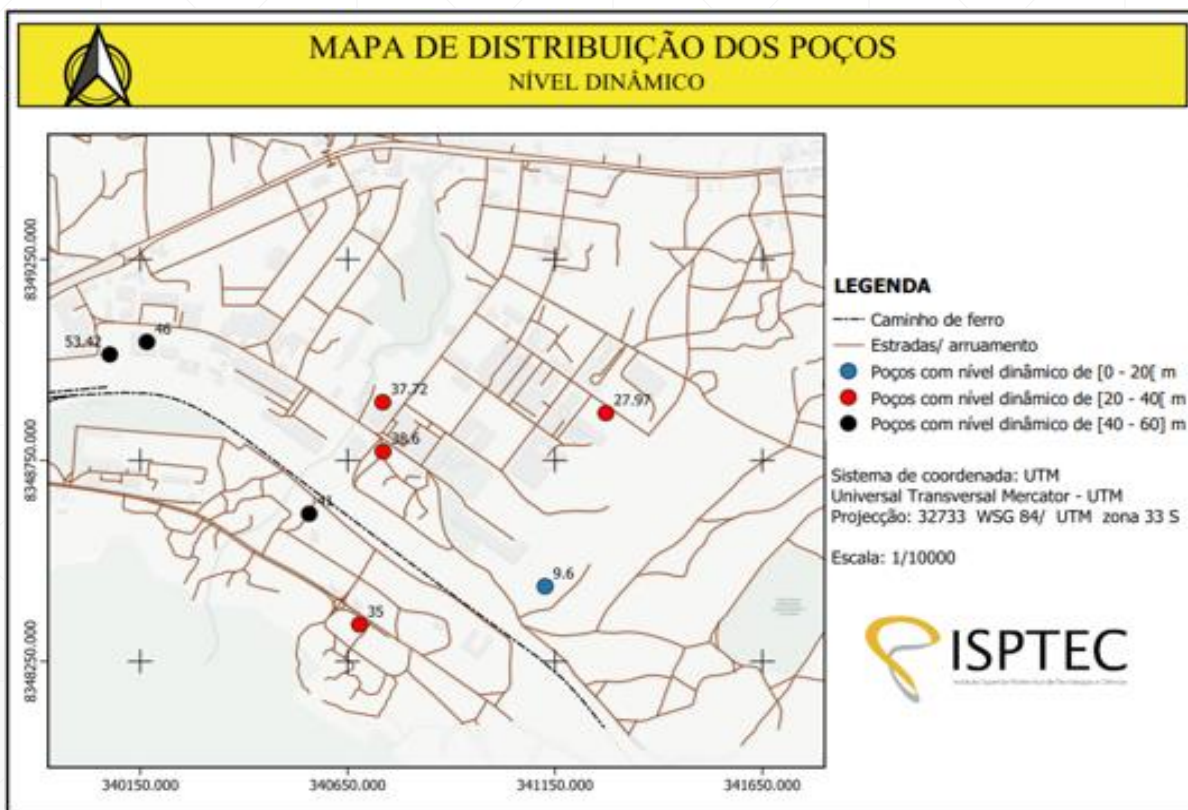 MAPA DE DISTRIBUIÇÃO DOS POÇOS
NÍVEL DINÂMICO
8349250.000
8348750.000
8348250.000
53.42
46
37.72
27.97
38.6
41
9.6
35
340150.000
340650.000
341150.000
341650.000
LEGENDA
Caminho de ferro
Estradas/ arruamento
Poços com nível dinâmico de [0 - 20[ m
Poços com nível dinâmico de [20 - 40[ m
Poços com nível dinâmico de [40 - 60] m
Sistema de coordenada: UTM
Universal Transversal Mercator - UTM
Projecção: 32733 WSG 84/ UTM zona 33 S
Escala: 1/10000
ISPTEC